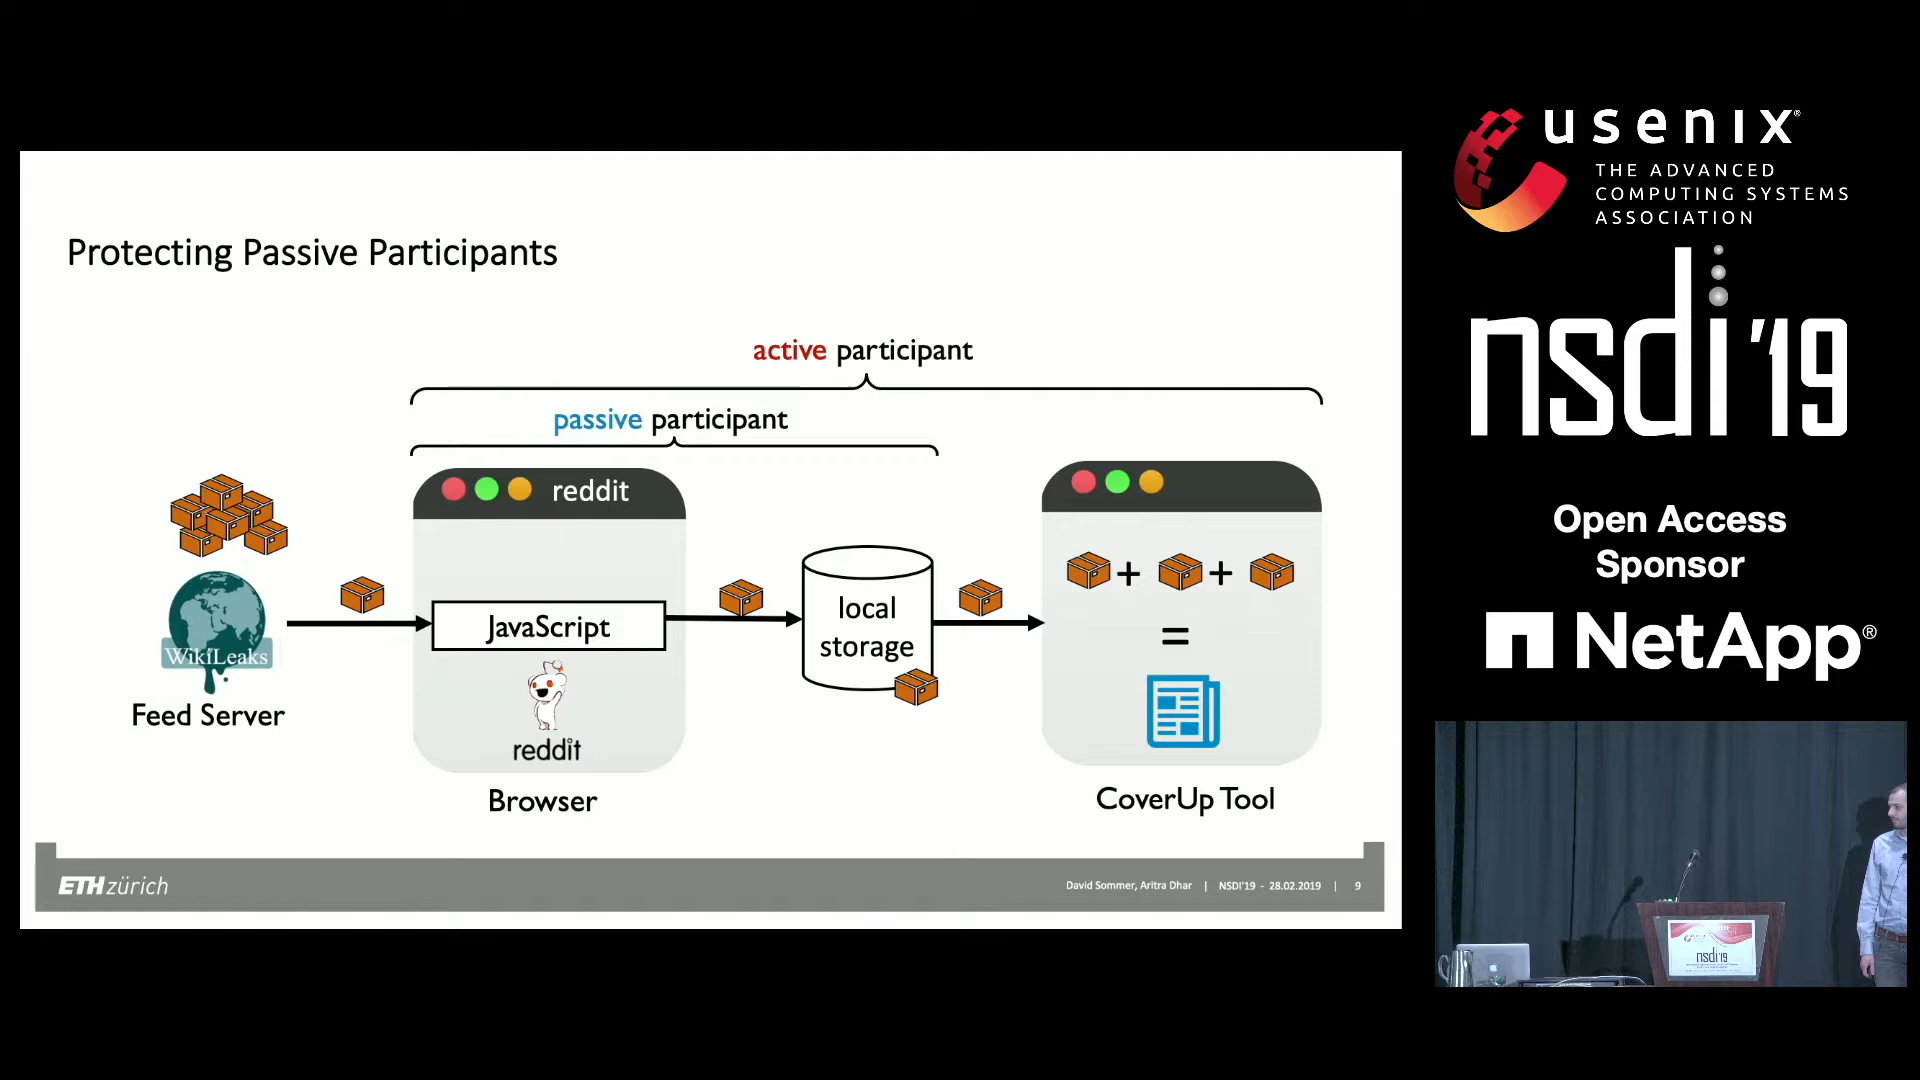 Protecting Passive Participants
active participant
passive participant
reddit
JavaScript
reddit
Browser
WikiLeaks
Feed Server
local
storage
+ +
=
CoverUp Tool
ETH zürich
David Sommer, Aritra Dhar | NSDI'19 - 28.02.2019 | 9
usenix®
THE ADVANCED
COMPUTING SYSTEMS
ASSOCIATION
nsdi '19
Open Access
Sponsor
NetApp®
nsdi'19